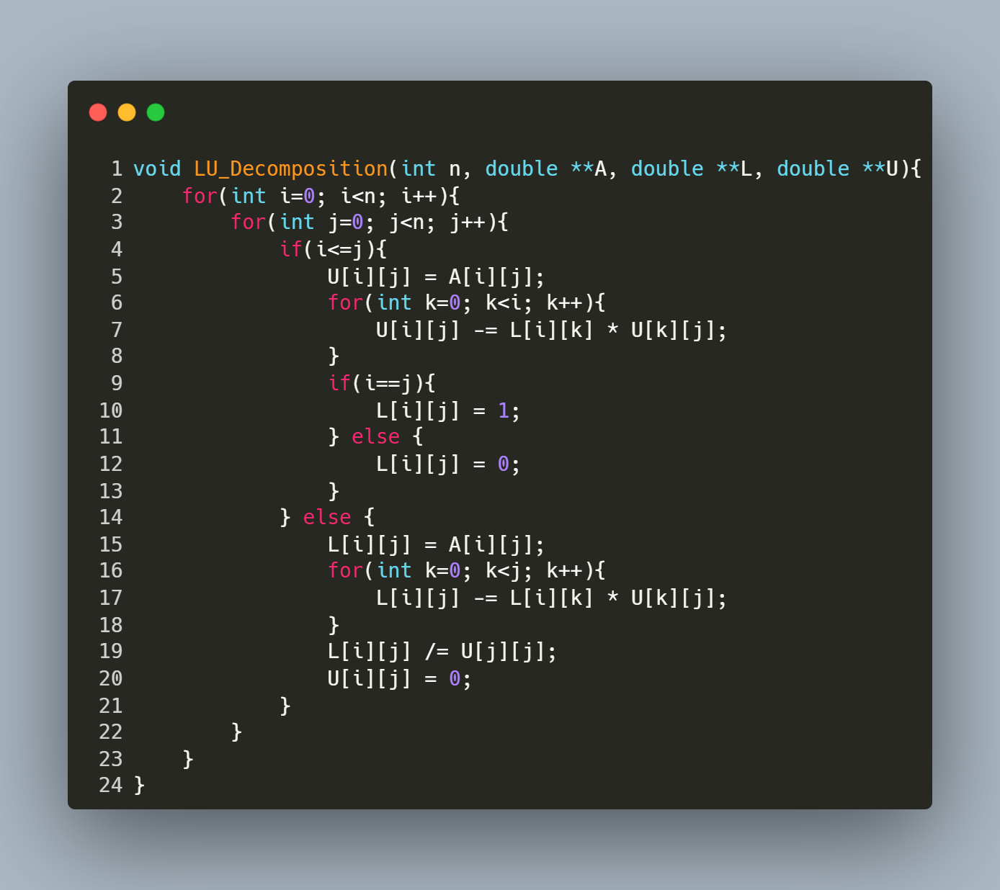 1 void LU_Decomposition(int n, double **A, double **L, double **U){
2     for(int i=0; i<n; i++){
3         for(int j=0; j<n; j++){
4             if(i<=j){
5                 U[i][j] = A[i][j];
6                 for(int k=0; k<i; k++){
7                     U[i][j] -= L[i][k] * U[k][j];
8                 }
9                 if(i==j){
10                     L[i][j] = 1;
11                 } else {
12                     L[i][j] = 0;
13                 }
14             } else {
15                 L[i][j] = A[i][j];
16                 for(int k=0; k<j; k++){
17                     L[i][j] -= L[i][k] * U[k][j];
18                 }
19                 L[i][j] /= U[j][j];
20                 U[i][j] = 0;
21             }
22         }
23     }
24 }